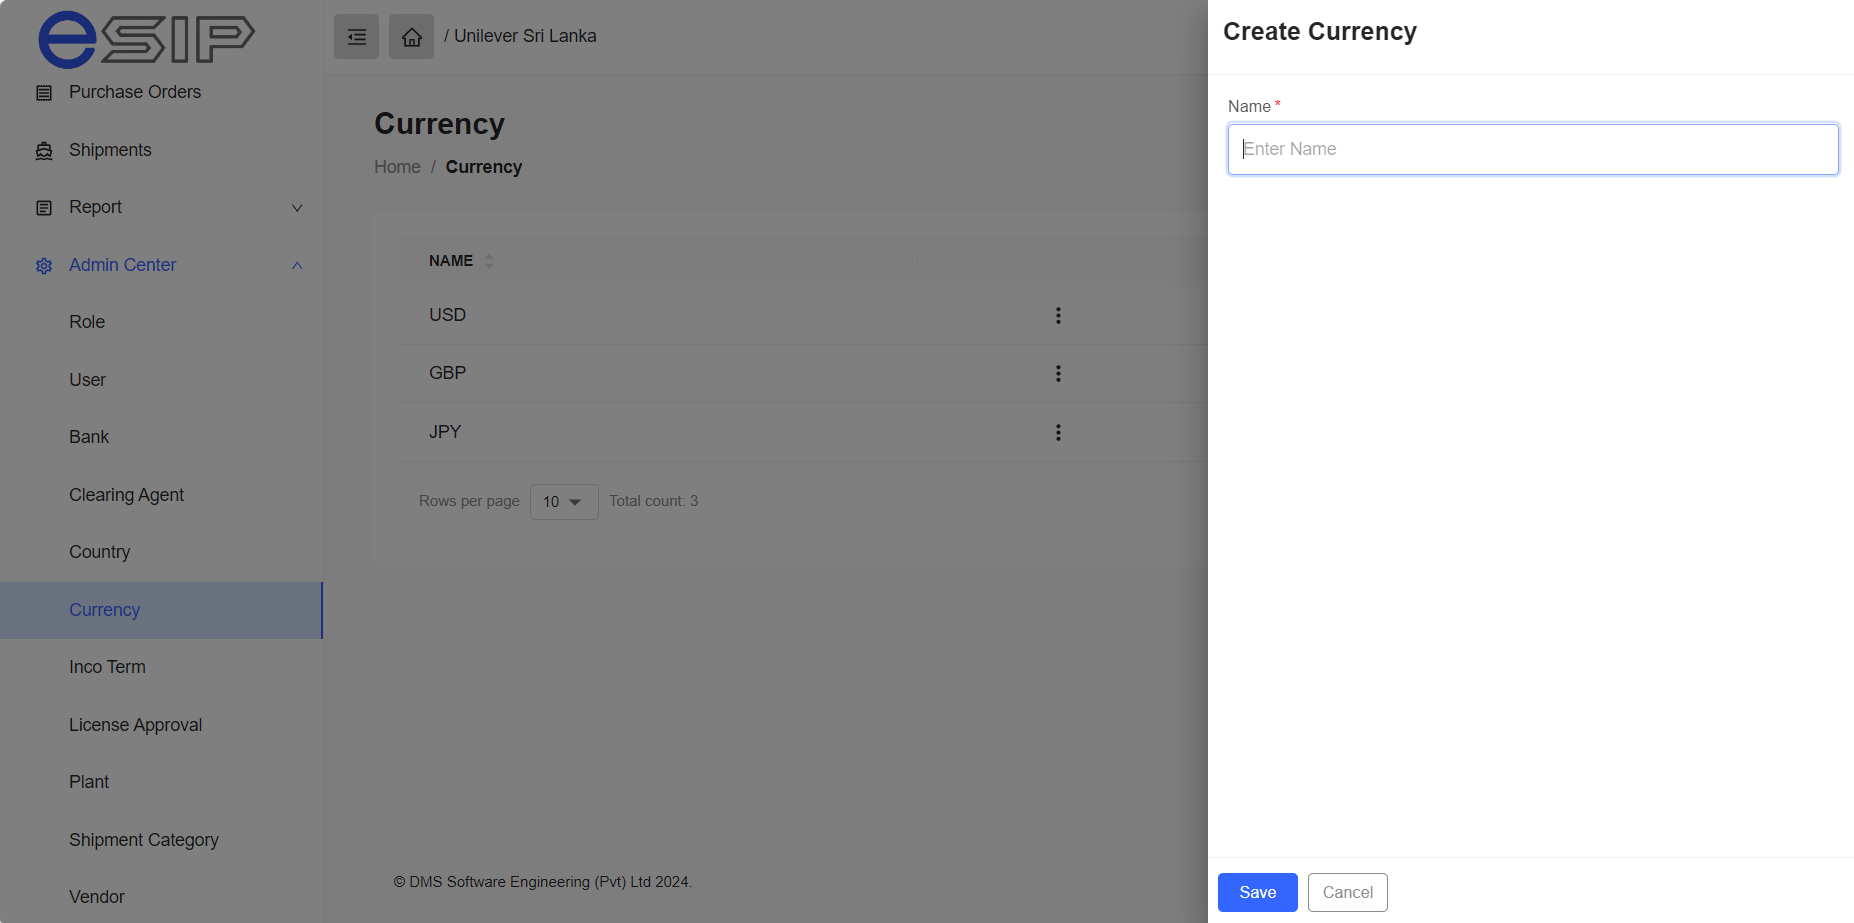 eSIP
Purchase Orders
Shipments
Report
Admin Center
Role
User
Bank
Clearing Agent
Country
Currency
Inco Term
License Approval
Plant
Shipment Category
Vendor
/ Unilever Sri Lanka
Currency
Home / Currency
NAME
USD
GBP
JPY
Rows per page 10 Total count: 3
© DMS Software Engineering (Pvt) Ltd 2024.
Create Currency
Name *
Enter Name
Save Cancel